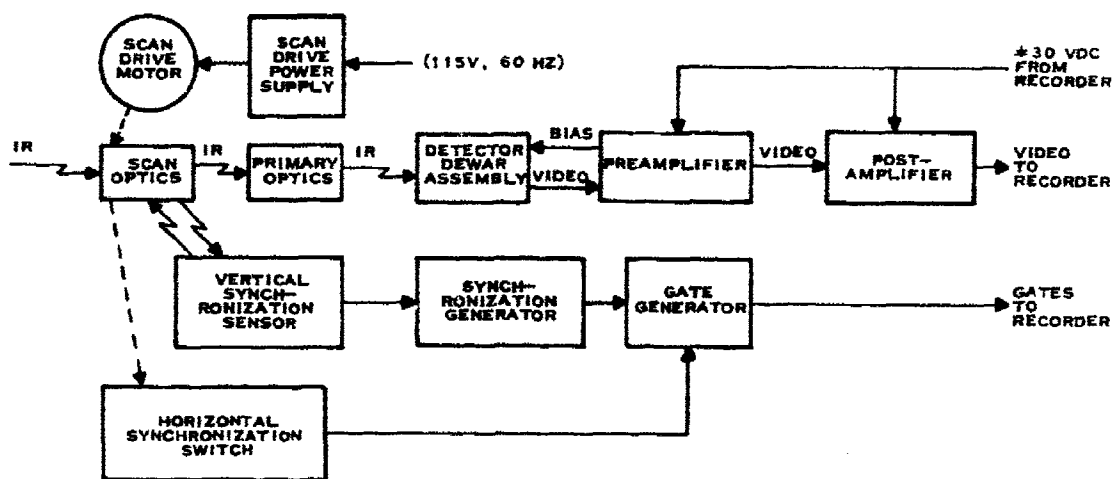 SCAN
DRIVE
MOTOR
SCAN
DRIVE
POWER
SUPPLY
(115V, 60 HZ)
±30 VDC
FROM
RECORDER
IR
SCAN
OPTICS
IR
PRIMARY
OPTICS
IR
DETECTOR
DEWAR
ASSEMBLY
BIAS
VIDEO
PREAMPLIFIER
VIDEO
POST-
AMPLIFIER
VIDEO
TO
RECORDER
VERTICAL
SYNCH-
RONIZATION
SENSOR
SYNCH-
RONIZATION
GENERATOR
GATE
GENERATOR
GATES
TO
RECORDER
HORIZONTAL
SYNCHRONIZATION
SWITCH